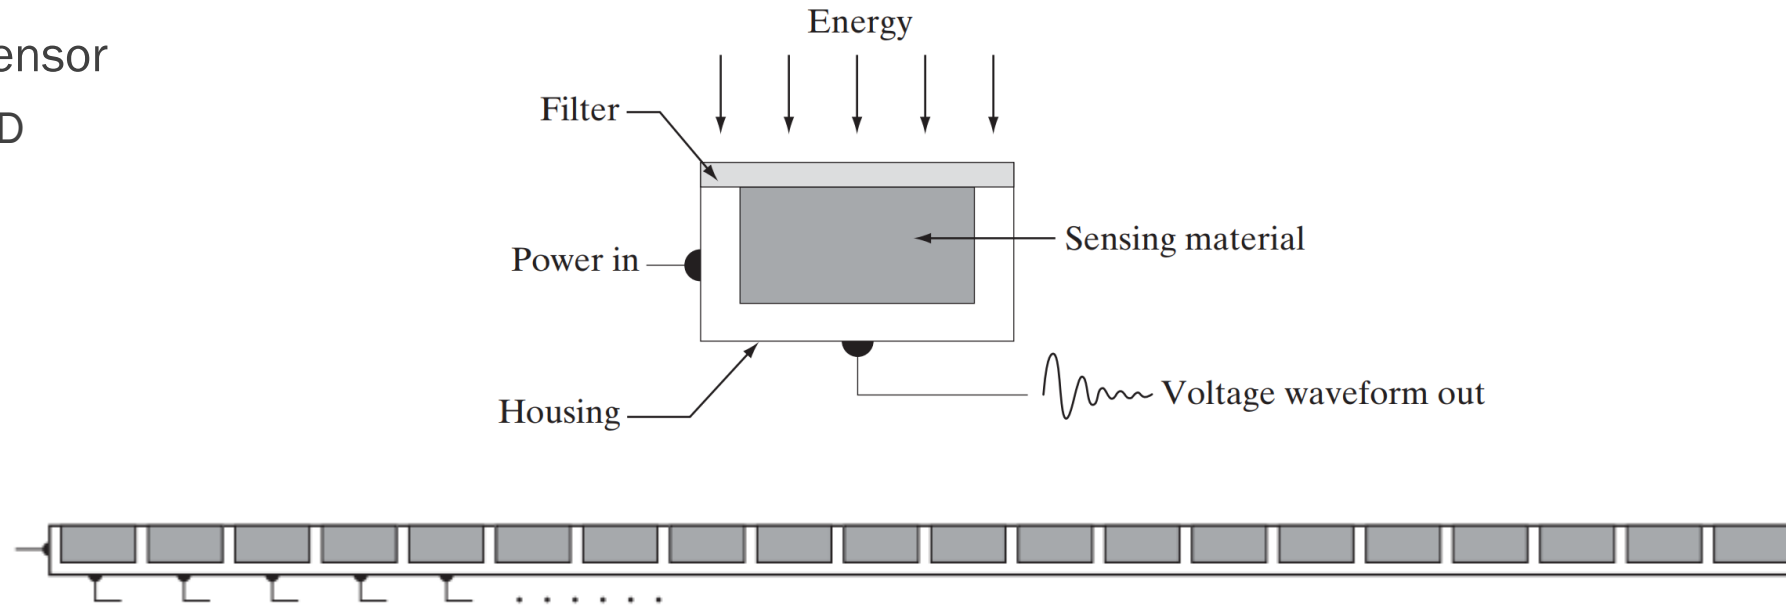 ensor
D
Energy
Filter
Sensing material
Power in
Housing
Voltage waveform out